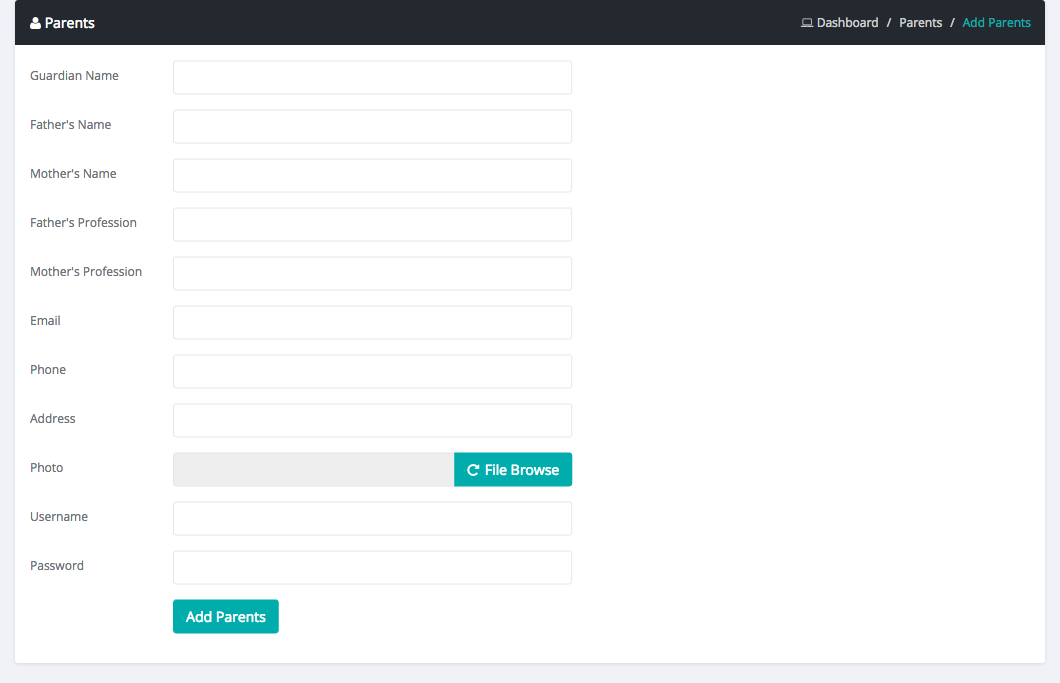 Parents
Dashboard / Parents / Add Parents
Guardian Name
Father's Name
Mother's Name
Father's Profession
Mother's Profession
Email
Phone
Address
Photo
File Browse
Username
Password
Add Parents